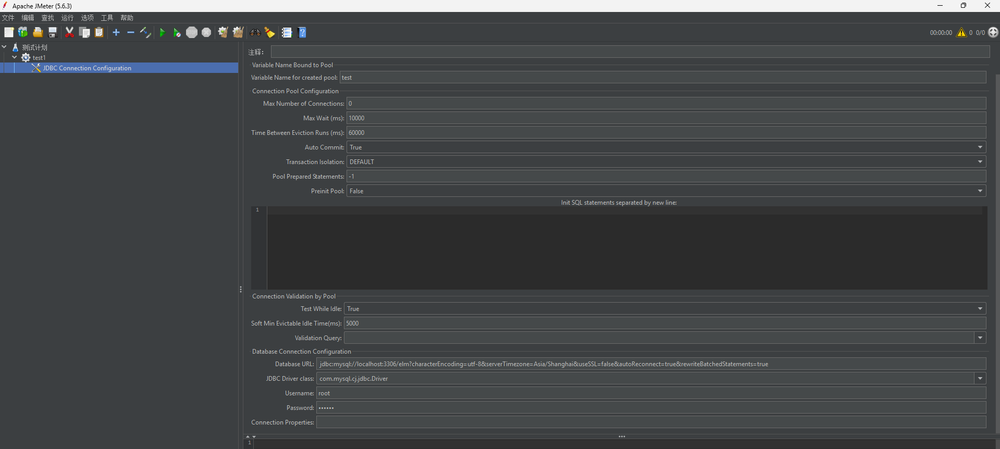 Apache JMeter (5.6.3)
文件 编辑 查找 运行 选项 工具 帮助
STOP
00:00:00 0 0/0
测试计划
test1
JDBC Connection Configuration
注释：
Variable Name Bound to Pool
Variable Name for created pool: test
Connection Pool Configuration
Max Number of Connections: 0
Max Wait (ms): 10000
Time Between Eviction Runs (ms): 60000
Auto Commit: True
Transaction Isolation: DEFAULT
Pool Prepared Statements: -1
Preinit Pool: False
Init SQL statements separated by new line:
1
Connection Validation by Pool
Test While Idle: True
Soft Min Evictable Idle Time(ms): 5000
Validation Query:
Database Connection Configuration
Database URL: jdbc:mysql://localhost:3306/elm?characterEncoding=utf-8&serverTimezone=Asia/Shanghai&useSSL=false&autoReconnect=true&rewriteBatchedStatements=true
JDBC Driver class: com.mysql.cj.jdbc.Driver
Username: root
Password: ••••••
Connection Properties:
1